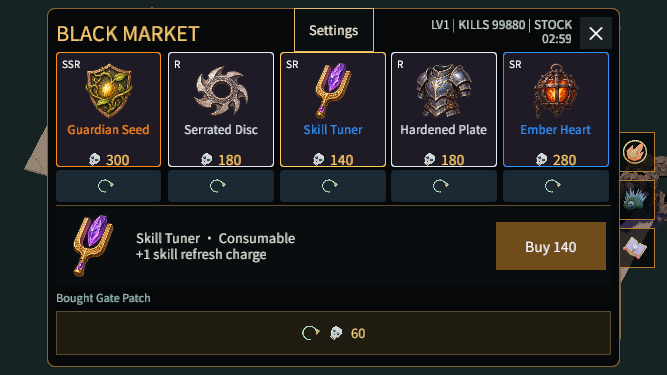 BLACK MARKET
Settings
LV1 | KILLS 99880 | STOCK
02:59
SSR
Guardian Seed
300
R
Serrated Disc
180
SR
Skill Tuner
140
R
Hardened Plate
180
SR
Ember Heart
280
Skill Tuner • Consumable
+1 skill refresh charge
Buy 140
Bought Gate Patch
60